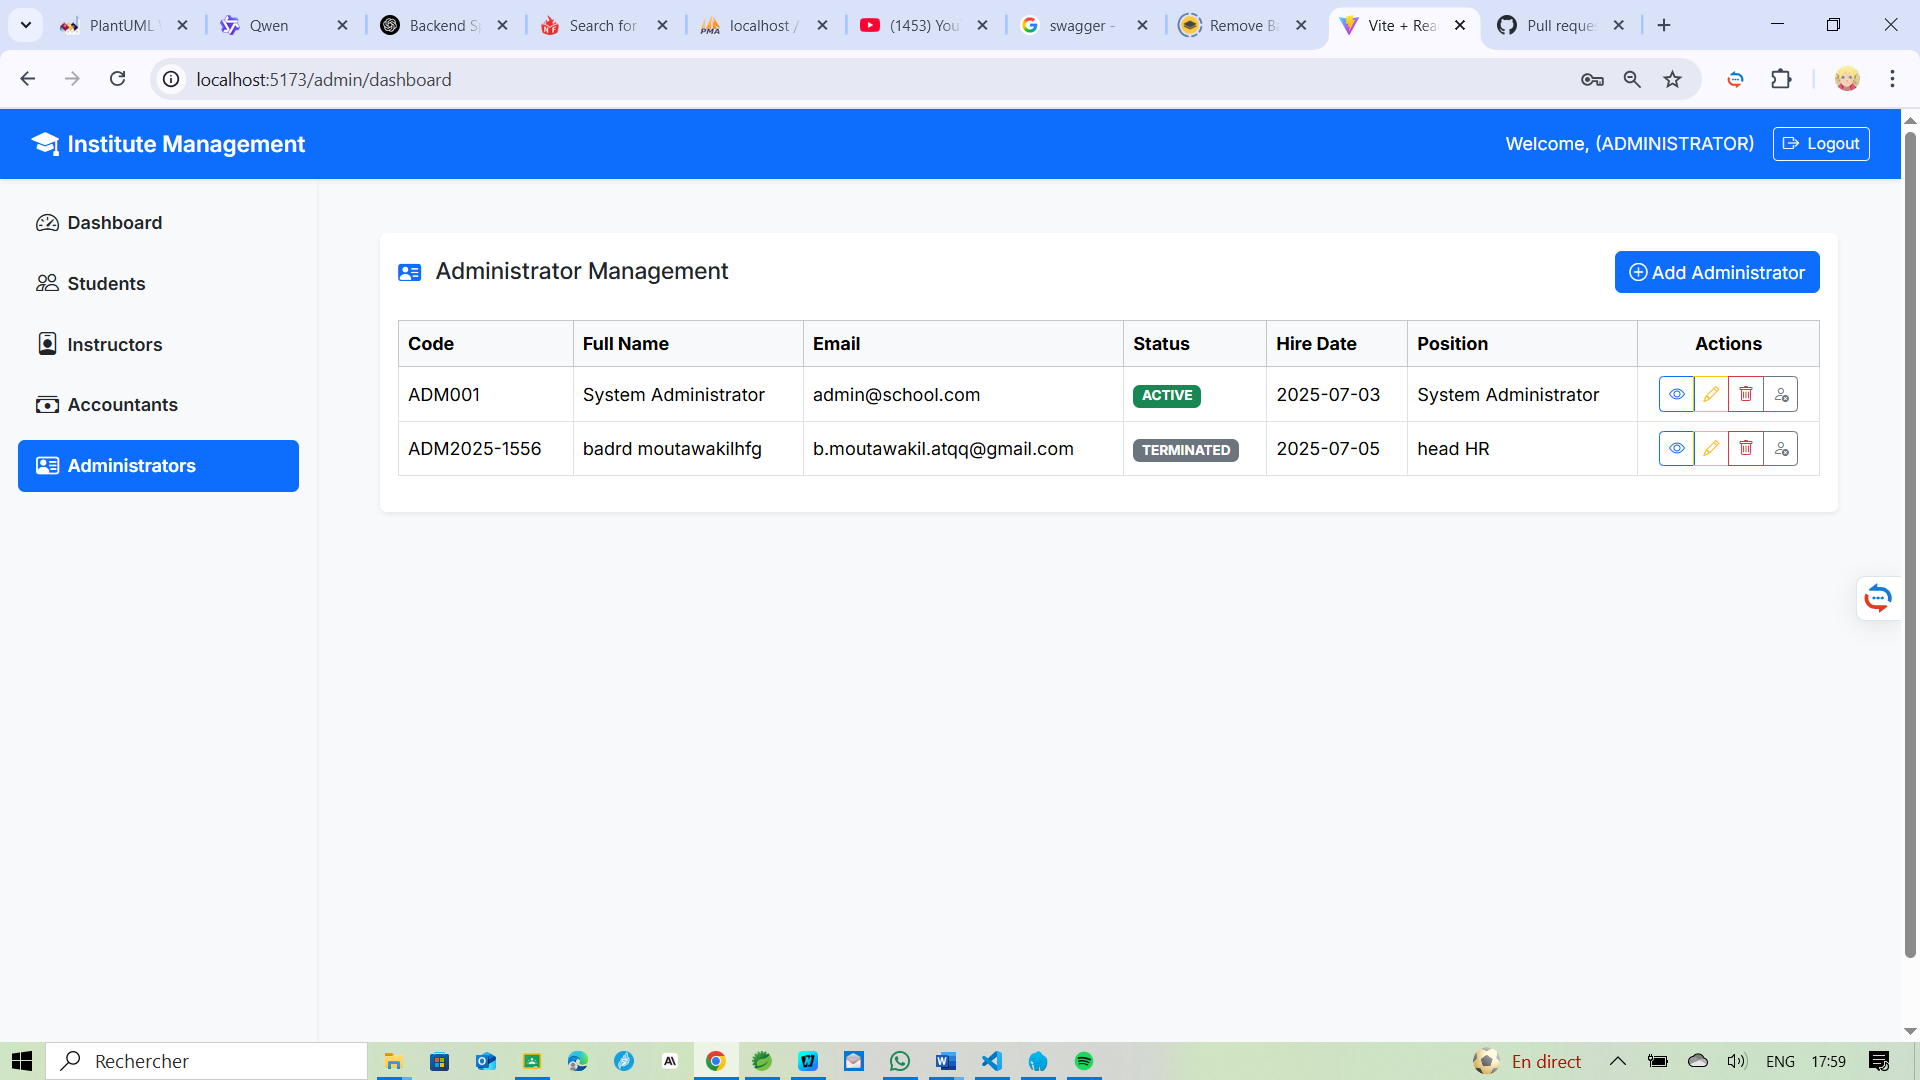 PlantUML
Qwen
Backend Sp
Search for
localhost /
(1453) You
swagger -
Remove Ba
Vite + Rea
Pull reques
localhost:5173/admin/dashboard
Institute Management
Welcome, (ADMINISTRATOR)
Logout
Dashboard
Students
Instructors
Accountants
Administrators
Administrator Management
Add Administrator
Code Full Name Email Status Hire Date Position Actions
ADM001 System Administrator admin@school.com ACTIVE 2025-07-03 System Administrator
ADM2025-1556 badrd moutawakilhfg b.moutawakil.atqq@gmail.com TERMINATED 2025-07-05 head HR
Rechercher
En direct
ENG
17:59